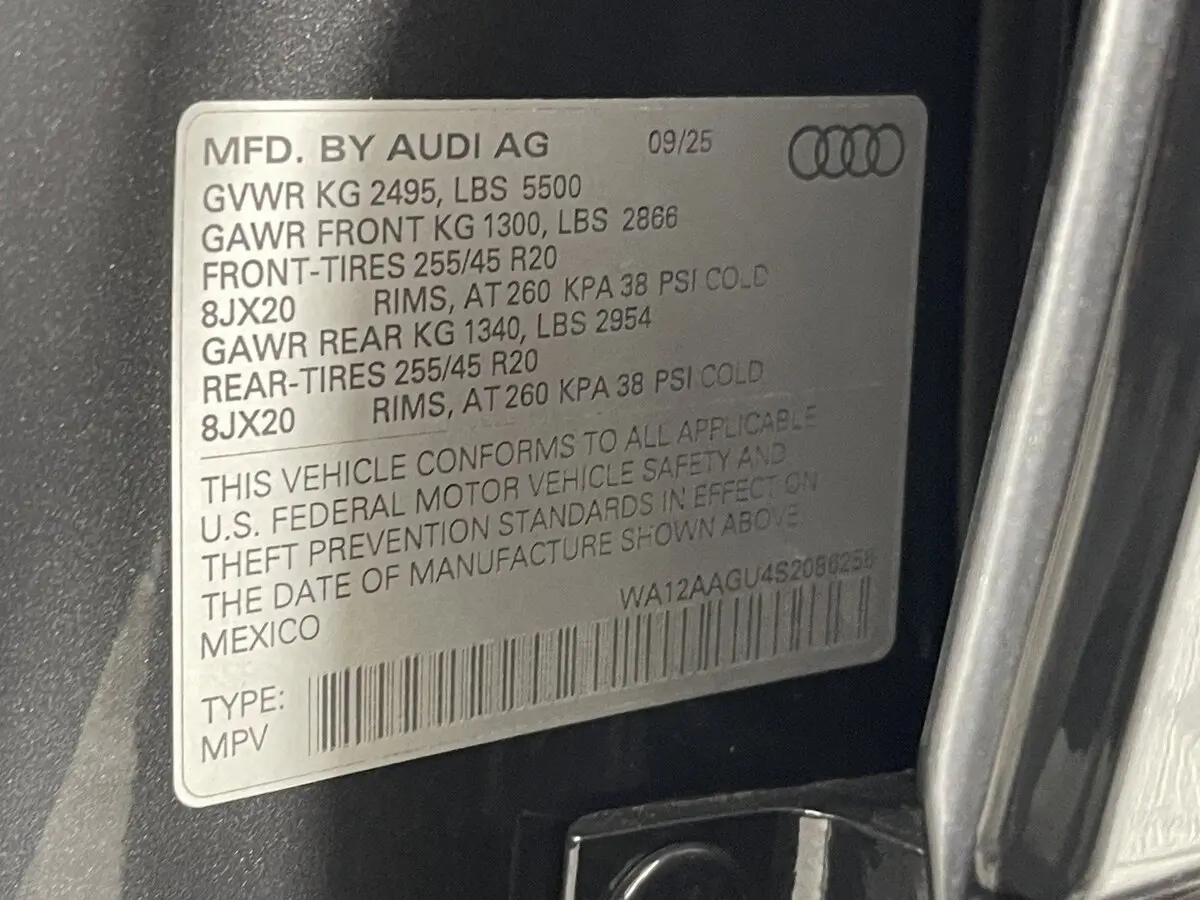 MFD. BY AUDI AG 09/25
GVWR KG 2495, LBS 5500
GAWR FRONT KG 1300, LBS 2866
FRONT-TIRES 255/45 R20
8JX20 RIMS, AT 260 KPA 38 PSI COLD
GAWR REAR KG 1340, LBS 2954
REAR-TIRES 255/45 R20
8JX20 RIMS, AT 260 KPA 38 PSI COLD
THIS VEHICLE CONFORMS TO ALL APPLICABLE
U.S. FEDERAL MOTOR VEHICLE SAFETY AND
THEFT PREVENTION STANDARDS IN EFFECT ON
THE DATE OF MANUFACTURE SHOWN ABOVE.
WA12AAGU4S2086256
MEXICO
TYPE:
MPV